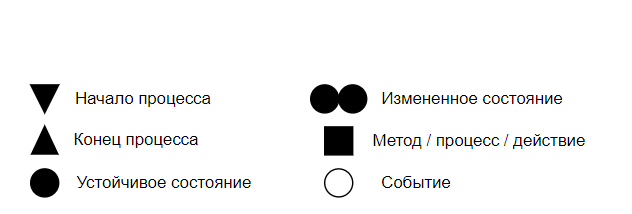 Начало процесса
Измененное состояние
Конец процесса
Метод / процесс / действие
Устойчивое состояние
Событие